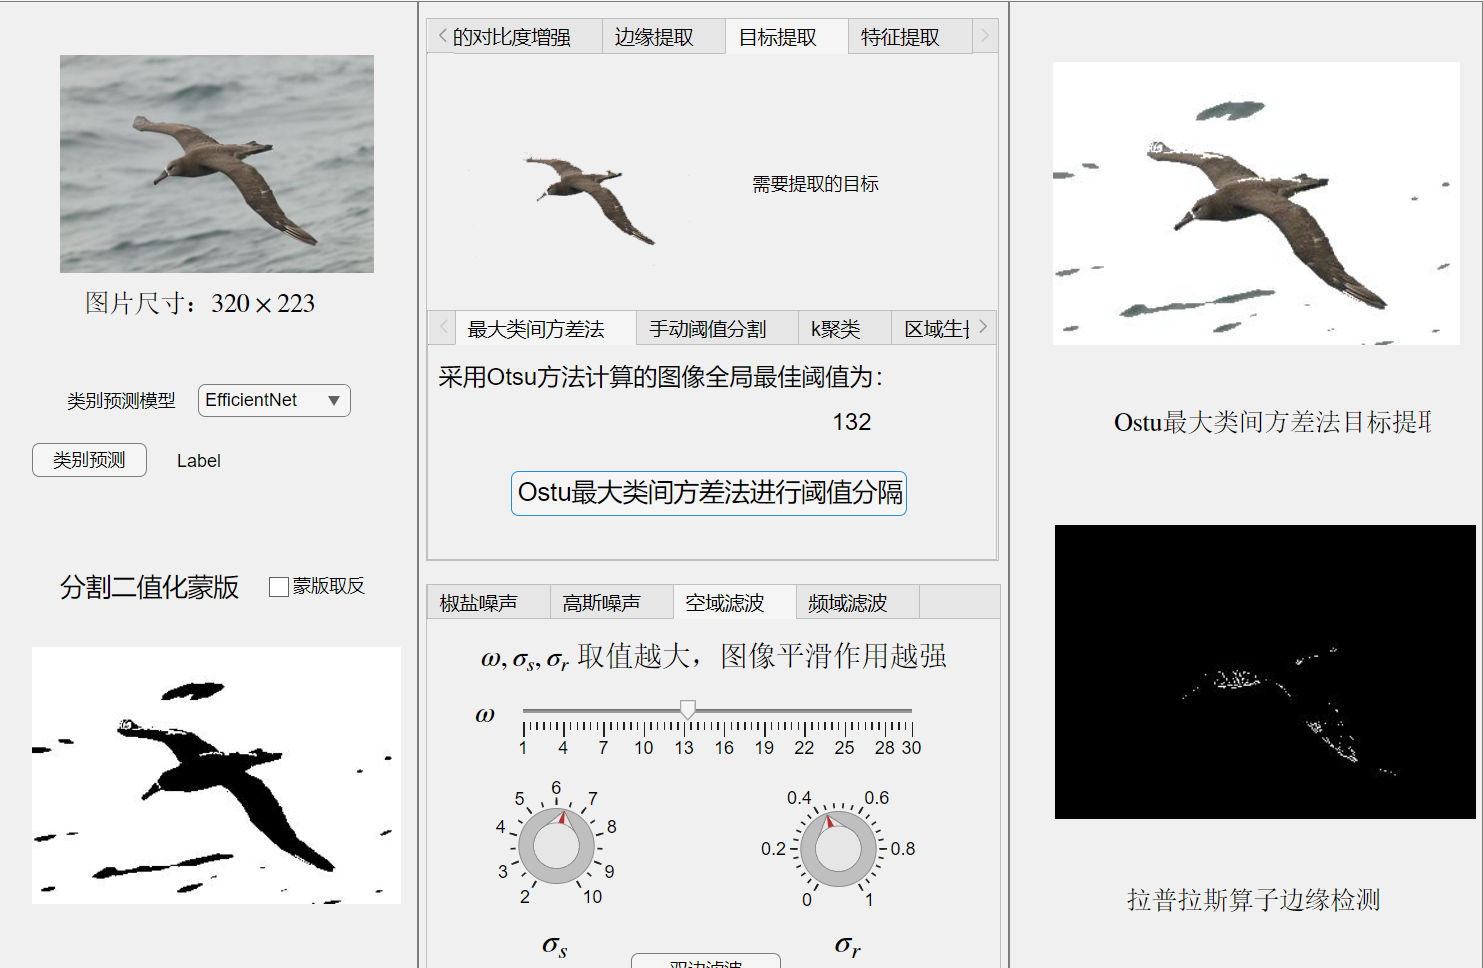 图片尺寸：320 × 223
类别预测模型 EfficientNet
类别预测 Label
分割二值化蒙版 蒙版取反
的对比度增强 边缘提取 目标提取 特征提取
需要提取的目标
最大类间方差法 手动阈值分割 k聚类 区域生
采用Otsu方法计算的图像全局最佳阈值为：
132
Ostu最大类间方差法进行阈值分隔
椒盐噪声 高斯噪声 空域滤波 频域滤波
ω, σs, σr 取值越大，图像平滑作用越强
ω
1 4 7 10 13 16 19 22 25 28 30
2 3 4 5 6 7 8 9 10
0 0.2 0.4 0.6 0.8 1
σs σr
双边滤波
Ostu最大类间方差法目标提取
拉普拉斯算子边缘检测